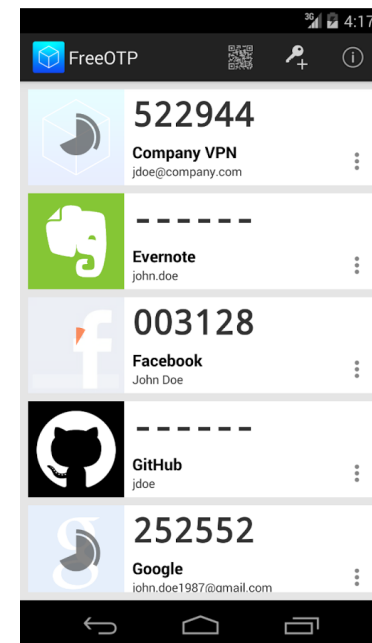 3G 4:17
FreeOTP
522944
Company VPN
jdoe@company.com
------
Evernote
john.doe
003128
Facebook
John Doe
------
GitHub
jdoe
252552
Google
john.doe1987@gmail.com